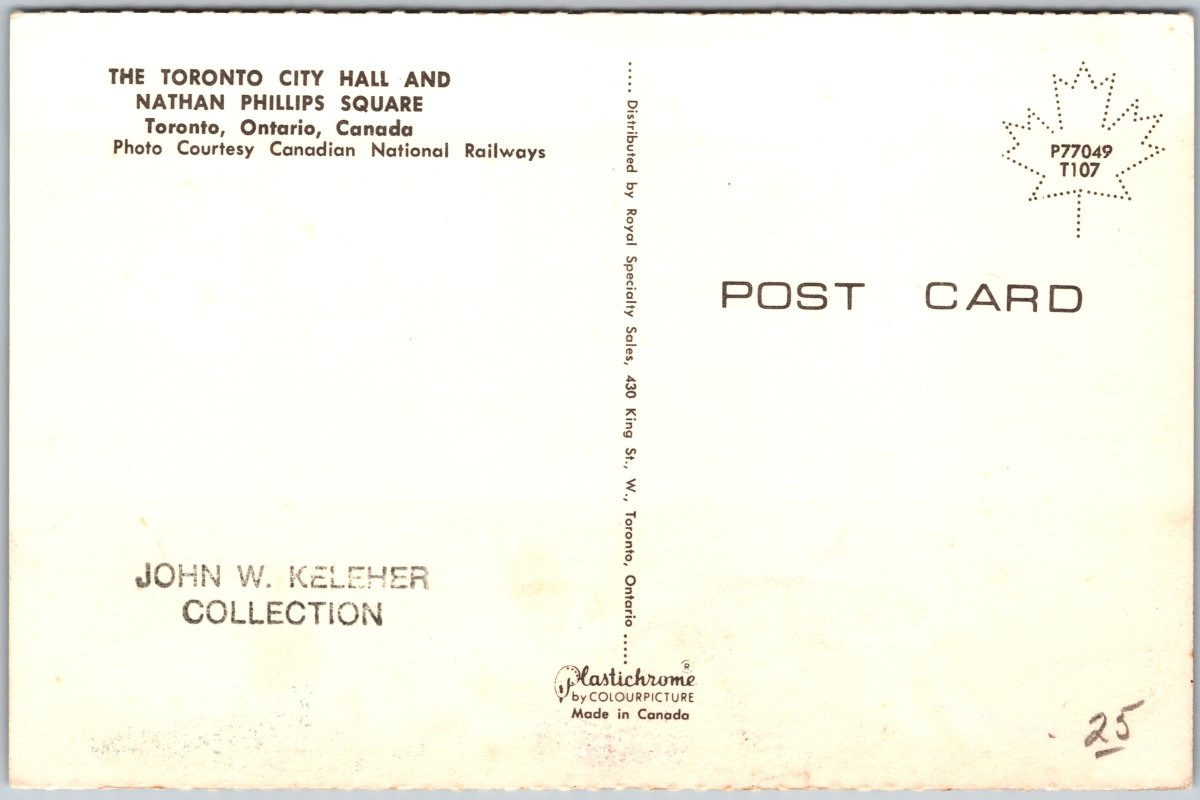 THE TORONTO CITY HALL AND
NATHAN PHILLIPS SQUARE
Toronto, Ontario, Canada
Photo Courtesy Canadian National Railways
JOHN W. KELEHER
COLLECTION
Distributed by Royal Specialty Sales, 430 King St., W., Toronto, Ontario
Plastichrome ®
by COLOURPICTURE
Made in Canada
P77049
T107
POST CARD
25